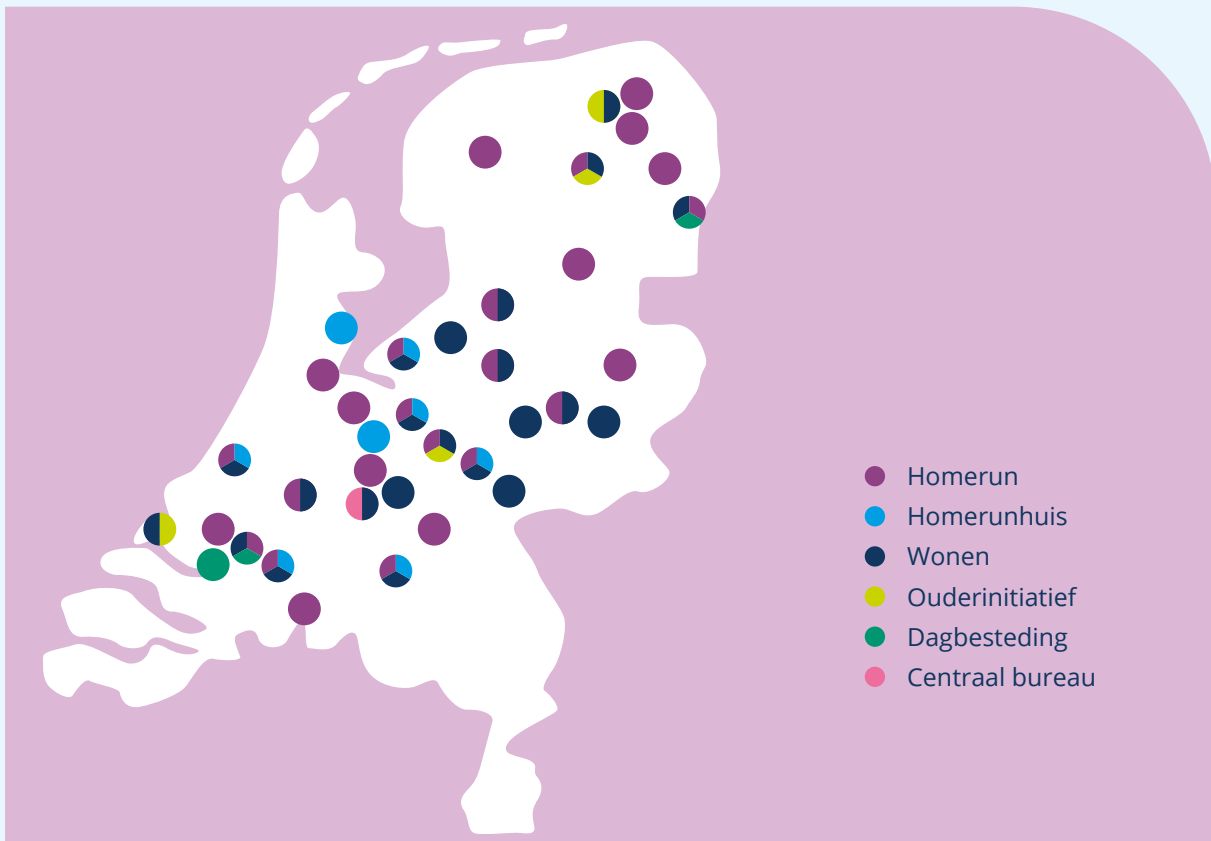 Homerun
Homerunhuis
Wonen
Ouderinitiatief
Dagbesteding
Centraal bureau